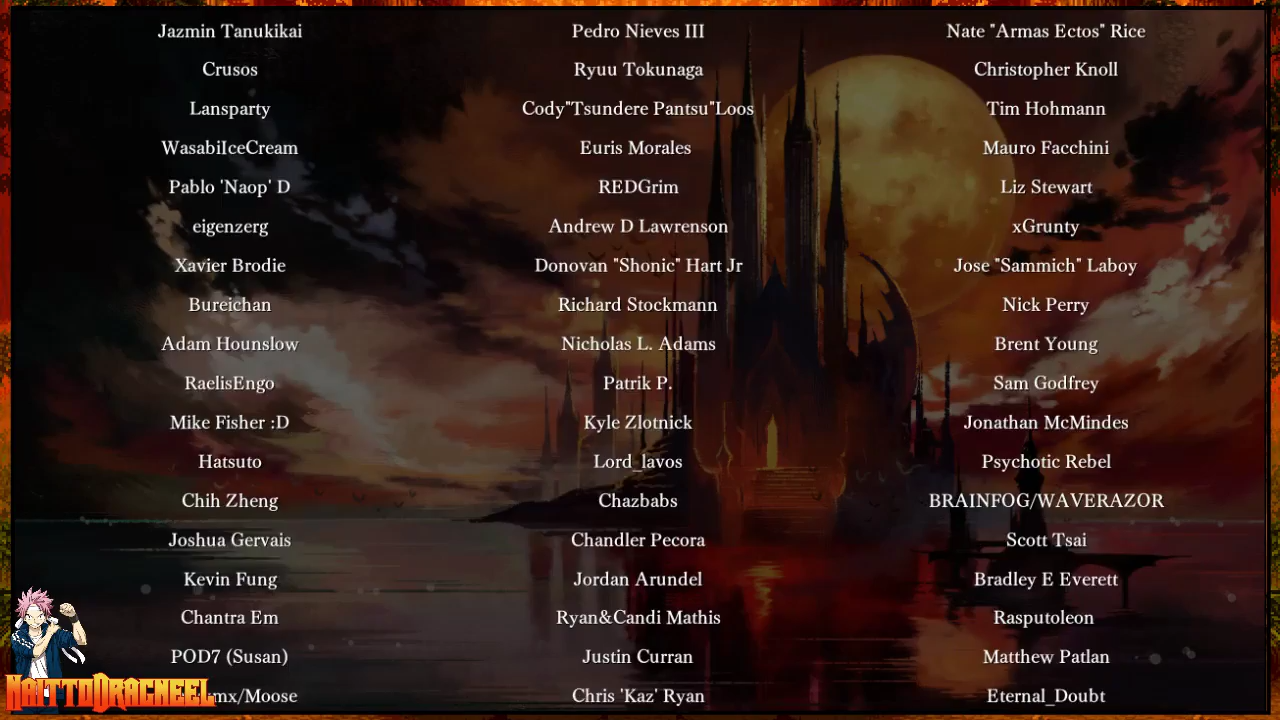 Jazmin Tanukikai Pedro Nieves III Nate "Armas Ectos" Rice
Crusos Ryuu Tokunaga Christopher Knoll
Lansparty Cody"Tsundere Pantsu"Loos Tim Hohmann
WasabiIceCream Euris Morales Mauro Facchini
Pablo 'Naop' D REDGrim Liz Stewart
eigenzerg Andrew D Lawrenson xGrunty
Xavier Brodie Donovan "Shonic" Hart Jr Jose "Sammich" Laboy
Bureichan Richard Stockmann Nick Perry
Adam Hounslow Nicholas L. Adams Brent Young
RaelisEngo Patrik P. Sam Godfrey
Mike Fisher :D Kyle Zlotnick Jonathan McMindes
Hatsuto Lord_lavos Psychotic Rebel
Chih Zheng Chazbabs BRAINFOG/WAVERAZOR
Joshua Gervais Chandler Pecora Scott Tsai
Kevin Fung Jordan Arundel Bradley E Everett
Chantra Em Ryan&Candi Mathis Rasputoleon
POD7 (Susan) Justin Curran Matthew Patlan
Chris 'Kaz' Ryan Eternal_Doubt
NaittoDragneel